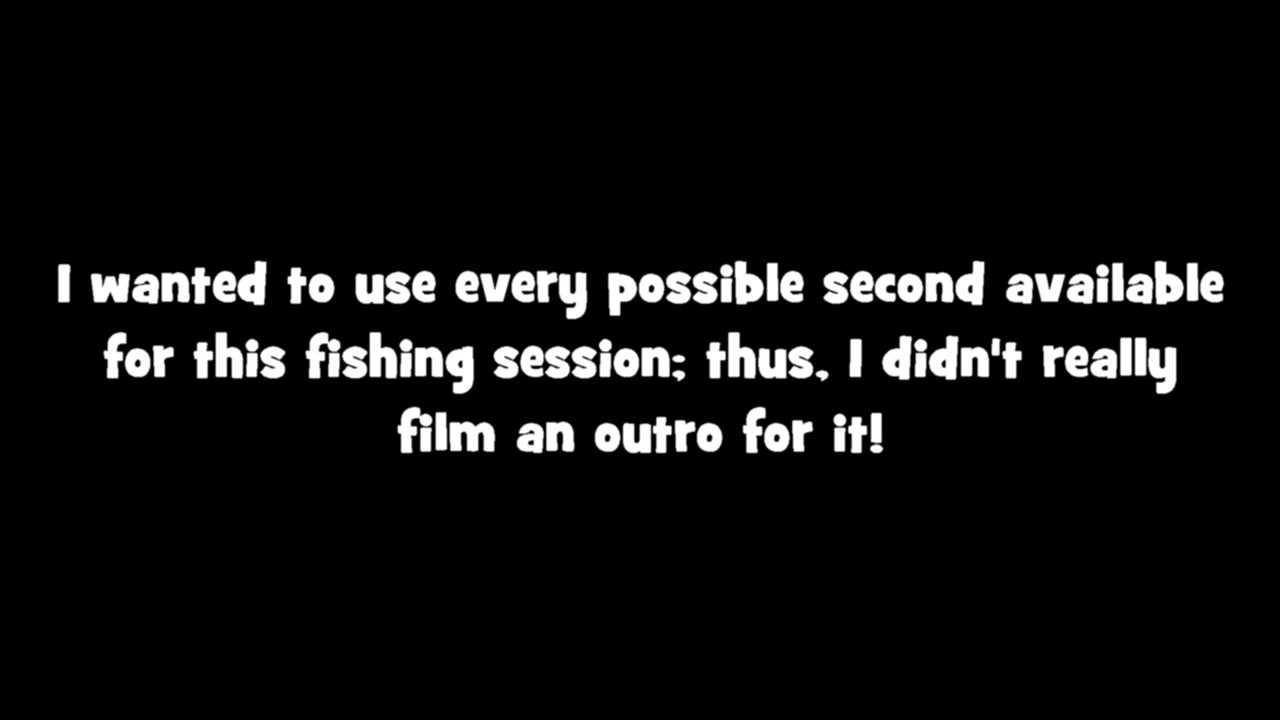 I wanted to use every possible second available
for this fishing session; thus, I didn't really
film an outro for it!